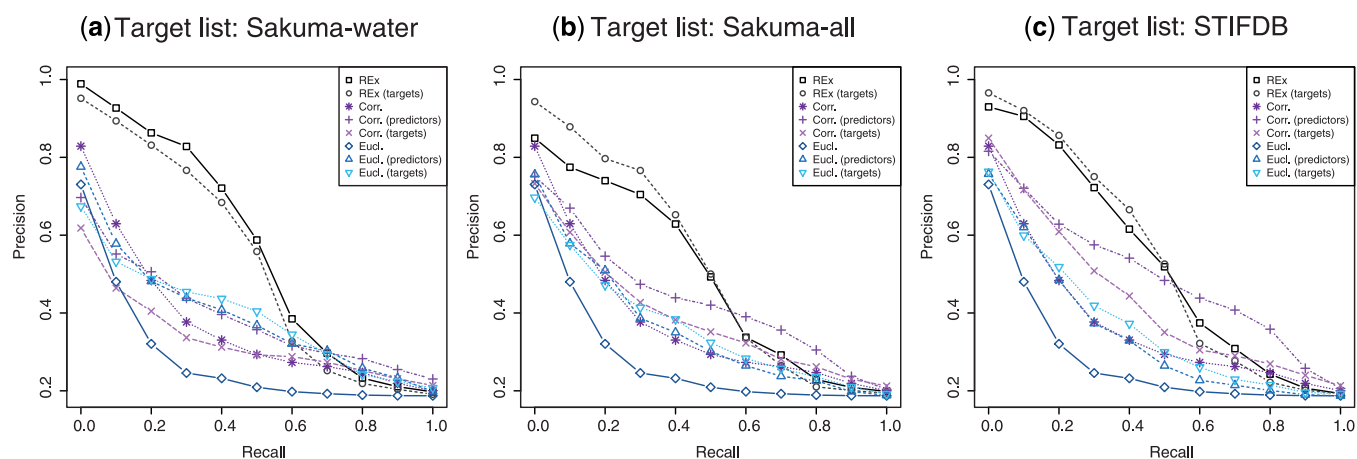 (a) Target list: Sakuma-water
1.0
0.8
0.6
0.4
0.2
Precision
REx
REx (targets)
Corr.
Corr. (predictors)
Corr. (targets)
Eucl.
Eucl. (predictors)
Eucl. (targets)
0.0 0.2 0.4 0.6 0.8 1.0
Recall
(b) Target list: Sakuma-all
1.0
0.8
0.6
0.4
0.2
Precision
REx
REx (targets)
Corr.
Corr. (predictors)
Corr. (targets)
Eucl.
Eucl. (predictors)
Eucl. (targets)
0.0 0.2 0.4 0.6 0.8 1.0
Recall
(c) Target list: STIFDB
1.0
0.8
0.6
0.4
0.2
Precision
REx
REx (targets)
Corr.
Corr. (predictors)
Corr. (targets)
Eucl.
Eucl. (predictors)
Eucl. (targets)
0.0 0.2 0.4 0.6 0.8 1.0
Recall